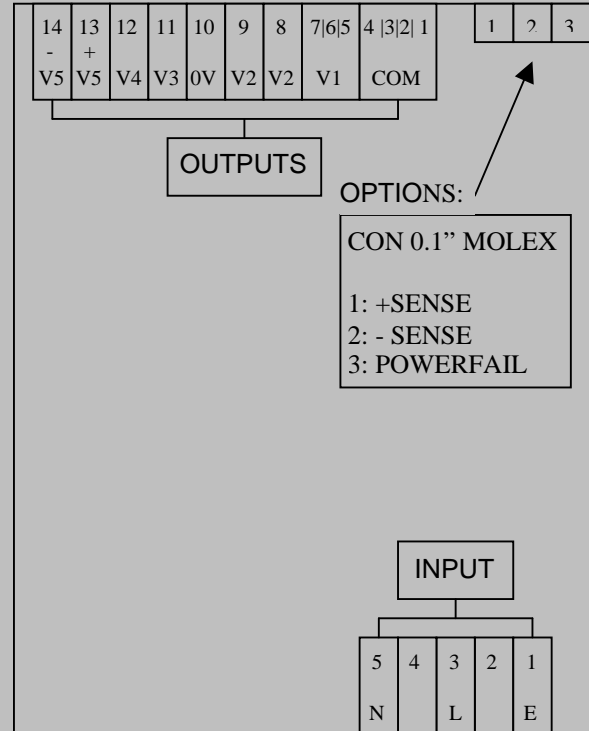 14 13 12 11 10 9 8 7|6|5 4 |3|2| 1
- +
V5 V5 V4 V3 0V V2 V2 V1 COM
1 2 3
OUTPUTS
OPTIONS:
CON 0.1” MOLEX
1: +SENSE
2: - SENSE
3: POWERFAIL
INPUT
5 4 3 2 1
N L E